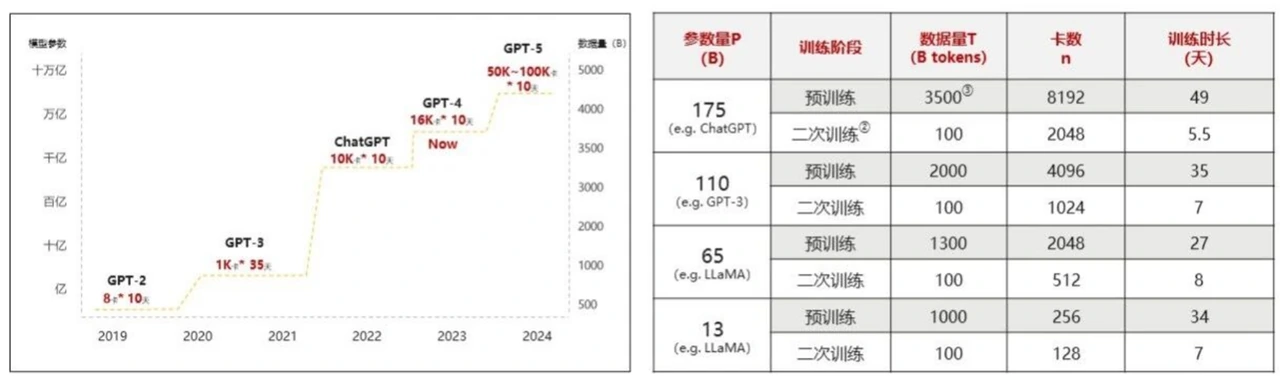 模型参数
数据量（B）
十万亿
万亿
千亿
百亿
十亿
亿
5000
4000
3500
3000
2000
1000
500
GPT-5
50K~100K卡
* 10天
GPT-4
16K卡* 10天
Now
ChatGPT
10K卡* 10天
GPT-3
1K卡* 35天
GPT-2
8卡* 10天
2019 2020 2021 2022 2023 2024
参数量P (B) 训练阶段 数据量T (B tokens) 卡数 n 训练时长 (天)
175 (e.g. ChatGPT) 预训练 3500③ 8192 49
二次训练② 100 2048 5.5
110 (e.g. GPT-3) 预训练 2000 4096 35
二次训练 100 1024 7
65 (e.g. LLaMA) 预训练 1300 2048 27
二次训练 100 512 8
13 (e.g. LLaMA) 预训练 1000 256 34
二次训练 100 128 7